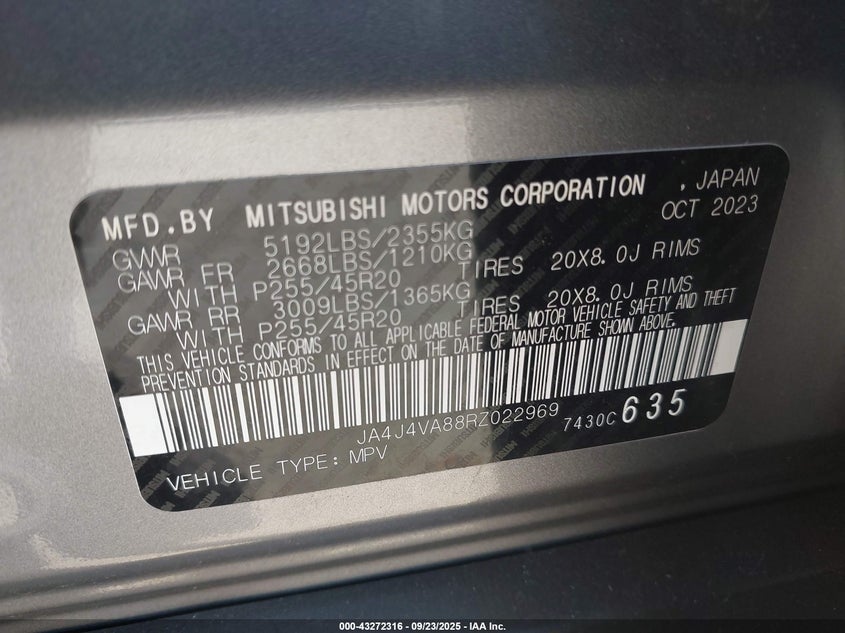 MFD.BY MITSUBISHI MOTORS CORPORATION , JAPAN
OCT 2023
GVWR 5192LBS/2355KG
GAWR FR 2668LBS/1210KG
WITH P255/45R20 TIRES 20X8.0J RIMS
GAWR RR 3009LBS/1365KG
WITH P255/45R20 TIRES 20X8.0J RIMS
THIS VEHICLE CONFORMS TO ALL APPLICABLE FEDERAL MOTOR VEHICLE SAFETY AND THEFT
PREVENTION STANDARDS IN EFFECT ON THE DATE OF MANUFACTURE SHOWN ABOVE.
JA4J4VA88RZ022969 7430C 635
VEHICLE TYPE: MPV
000-43272316 | 09/23/2025 - IAA Inc.